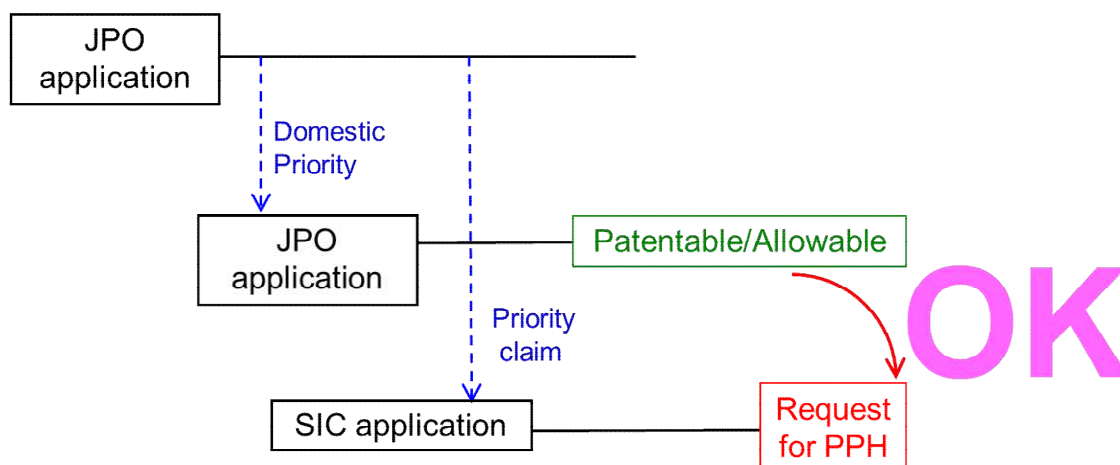 JPO
application
Domestic
Priority
JPO
application
Patentable/Allowable
OK
Priority
claim
SIC application
Request
for PPH